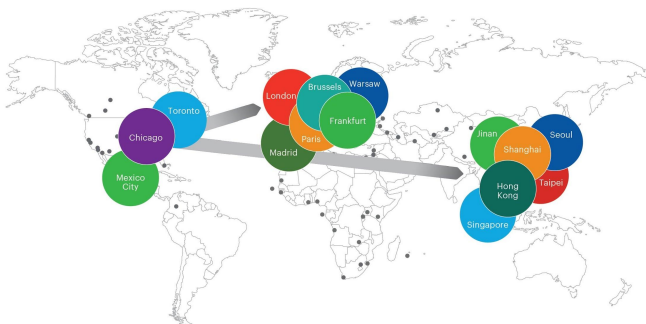 Toronto
Chicago
Mexico
City
London
Brussels
Warsaw
Frankfurt
Paris
Madrid
Jinan
Seoul
Shanghai
Hong
Kong
Taipei
Singapore